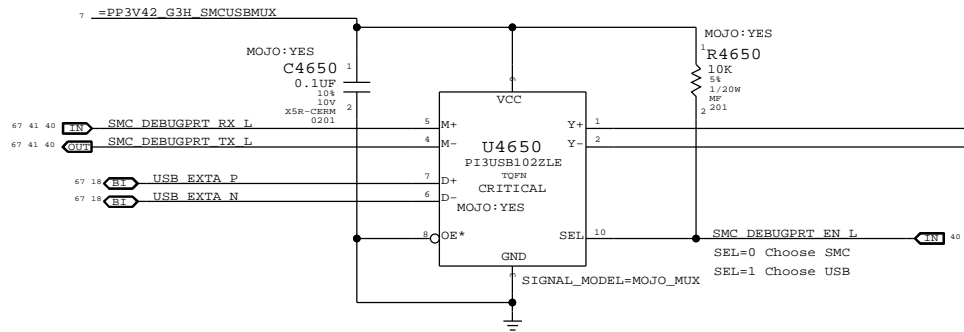 7 =PP3V42_G3H_SMCUSBMUX
MOJO:YES
C4650
0.1UF
10%
10V
X5R-CERM
0201
1
2
MOJO:YES
R4650
10K
5%
1/20W
MF
201
1
2
9
VCC
67 41 40 IN SMC_DEBUGPRT_RX_L 5 M+
67 41 40 OUT SMC_DEBUGPRT_TX_L 4 M-
Y+ 1
Y- 2
U4650
PI3USB102ZLE
TQFN
CRITICAL
MOJO:YES
67 18 BI USB_EXTA_P 7 D+
67 18 BI USB_EXTA_N 6 D-
8 OE*
SEL 10 SMC_DEBUGPRT_EN_L IN 40
SEL=0 Choose SMC
SEL=1 Choose USB
GND
3
SIGNAL_MODEL=MOJO_MUX